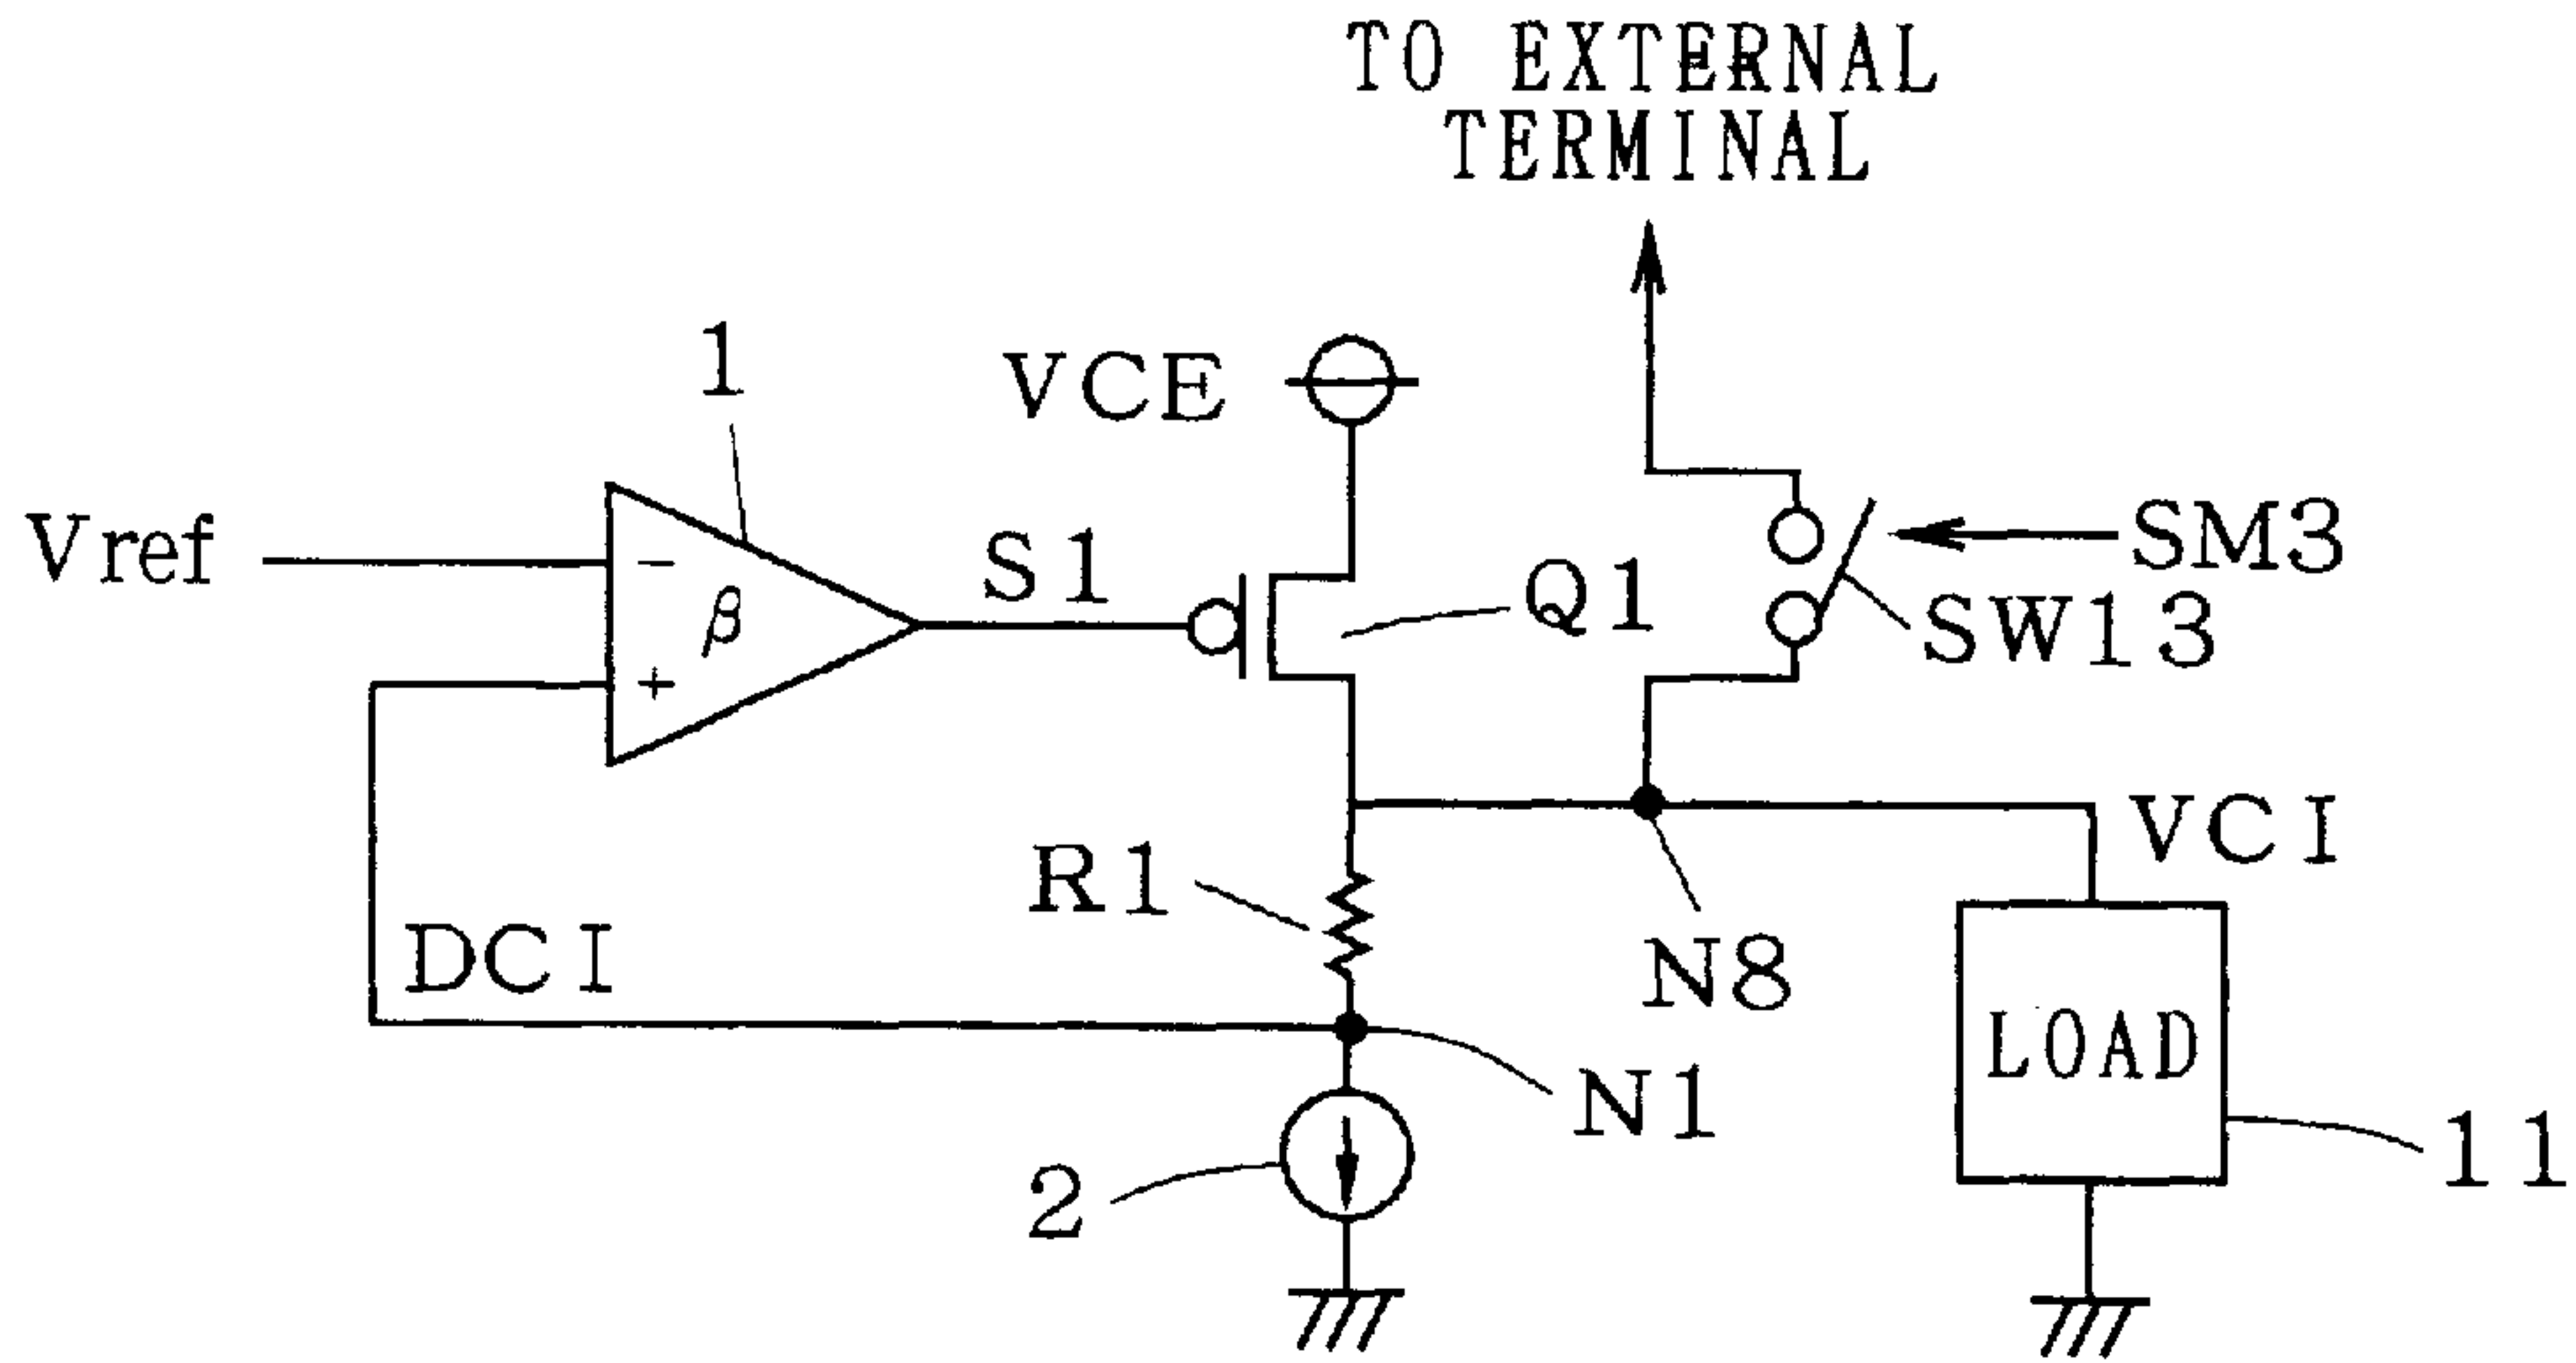 TO EXTERNAL
TERMINAL
1
VCE
Vref
S1
SM3
β
Q1
SW13
−
+
VCI
R1
DCI
N8
LOAD
N1
2
11